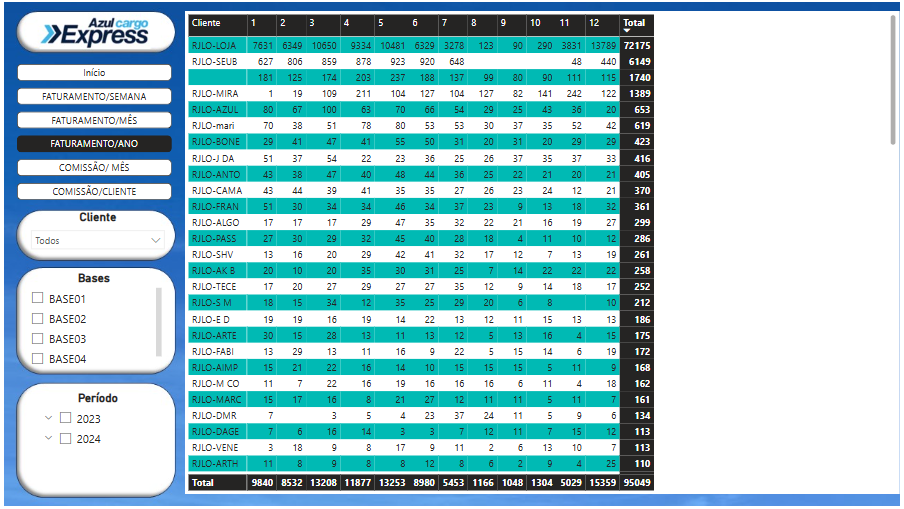 Azul cargo
Express
Início
FATURAMENTO/SEMANA
FATURAMENTO/MÊS
FATURAMENTO/ANO
COMISSÃO/ MÊS
COMISSÃO/CLIENTE
Cliente
Todos
Bases
BASE01
BASE02
BASE03
BASE04
Período
2023
2024
Cliente 1 2 3 4 5 6 7 8 9 10 11 12 Total
RJLO-LOJA 7631 6349 10650 9334 10481 6329 3278 123 90 290 3831 13789 72175
RJLO-SEUB 627 806 859 878 923 920 648 48 440 6149
181 125 174 203 237 188 137 99 80 90 111 115 1740
RJLO-MIRA 1 19 109 211 104 127 104 127 82 141 242 122 1389
RJLO-AZUL 80 67 100 63 70 66 54 29 25 43 36 20 653
RJLO-mari 70 38 51 78 80 53 53 30 37 35 52 42 619
RJLO-BONE 29 41 47 41 55 50 31 20 31 20 29 29 423
RJLO-J DA 51 37 54 22 23 36 25 26 37 35 37 33 416
RJLO-ANTO 43 38 47 40 48 44 36 25 22 21 20 21 405
RJLO-CAMA 43 44 39 41 35 35 27 26 23 24 12 21 370
RJLO-FRAN 51 30 34 34 46 34 37 23 9 13 18 32 361
RJLO-ALGO 17 17 17 29 47 35 32 22 21 16 19 27 299
RJLO-PASS 27 30 29 32 45 40 28 18 4 11 10 12 286
RJLO-SHV 13 16 20 29 42 41 32 17 12 7 13 19 261
RJLO-AK B 20 10 20 35 30 31 25 7 14 22 22 22 258
RJLO-TECE 17 20 27 29 27 27 35 12 9 14 18 17 252
RJLO-S M 18 15 34 12 35 25 29 20 6 8 10 212
RJLO-E D 19 19 16 19 14 22 13 12 11 15 13 13 186
RJLO-ARTE 30 15 28 13 11 13 12 5 13 16 4 15 175
RJLO-FABI 13 29 13 11 16 9 22 5 15 14 6 19 172
RJLO-AIMP 15 21 22 16 14 10 15 15 15 5 11 9 168
RJLO-M CO 11 7 22 16 19 16 16 16 6 11 4 18 162
RJLO-MARC 15 17 16 8 21 27 12 11 11 5 11 7 161
RJLO-DMR 7 3 5 4 23 37 24 11 5 9 6 134
RJLO-DAGE 7 6 16 14 3 3 7 12 11 7 15 12 113
RJLO-VENE 3 18 9 8 17 9 11 2 6 13 10 7 113
RJLO-ARTH 11 8 9 8 8 12 8 6 2 9 4 25 110
Total 9840 8532 13208 11877 13253 8980 5453 1166 1048 1304 5029 15359 95049